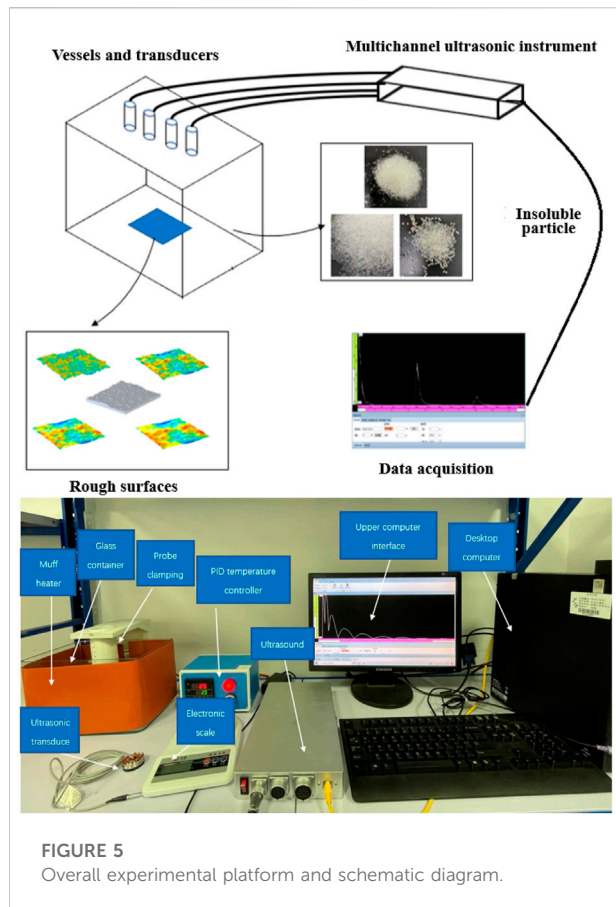 Vessels and transducers
Multichannel ultrasonic instrument
Insoluble
particle
Rough surfaces
Data acquisition
Muff
heater
Glass
container
Probe
clamping
PID temperature
controller
Upper computer
interface
Desktop
computer
Ultrasound
Ultrasonic
transduce
Electronic
scale
FIGURE 5
Overall experimental platform and schematic diagram.